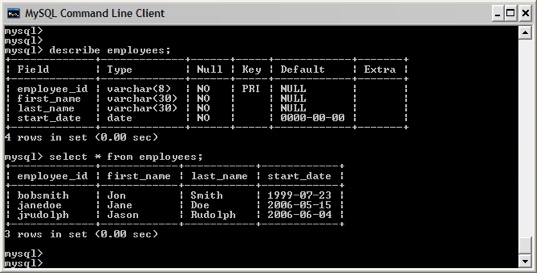 MySQL Command Line Client
mysql>
mysql>
mysql> describe employees;
+-------------+-------------+------+-----+------------+-------+
| Field       | Type        | Null | Key | Default    | Extra |
+-------------+-------------+------+-----+------------+-------+
| employee_id | varchar(8)  | NO   | PRI | NULL       |       |
| first_name  | varchar(30) | NO   |     | NULL       |       |
| last_name   | varchar(30) | NO   |     | NULL       |       |
| start_date  | date        | NO   |     | 0000-00-00 |       |
+-------------+-------------+------+-----+------------+-------+
4 rows in set (0.00 sec)
mysql> select * from employees;
+-------------+------------+-----------+------------+
| employee_id | first_name | last_name | start_date |
+-------------+------------+-----------+------------+
| bobsmith    | Jon        | Smith     | 1999-07-23 |
| janedoe     | Jane       | Doe       | 2006-05-15 |
| jrudolph    | Jason      | Rudolph   | 2006-06-04 |
+-------------+------------+-----------+------------+
3 rows in set (0.00 sec)
mysql>
mysql>